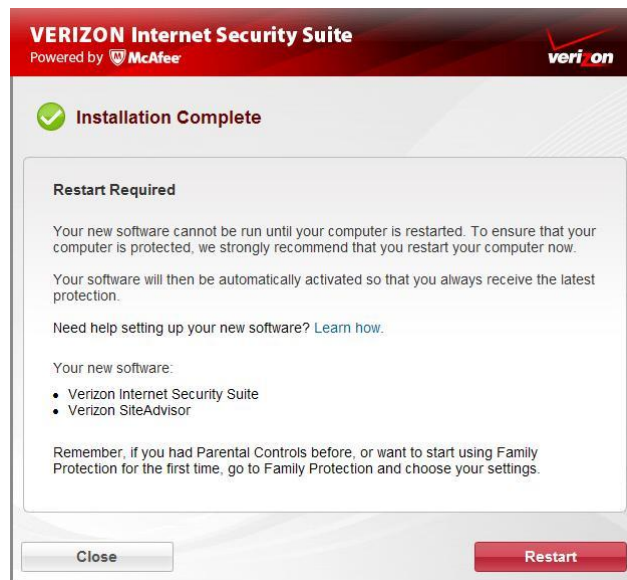 VERIZON Internet Security Suite
Powered by McAfee
verizon
Installation Complete
Restart Required
Your new software cannot be run until your computer is restarted. To ensure that your
computer is protected, we strongly recommend that you restart your computer now.
Your software will then be automatically activated so that you always receive the latest
protection.
Need help setting up your new software? Learn how.
Your new software:
• Verizon Internet Security Suite
• Verizon SiteAdvisor
Remember, if you had Parental Controls before, or want to start using Family
Protection for the first time, go to Family Protection and choose your settings.
Close
Restart